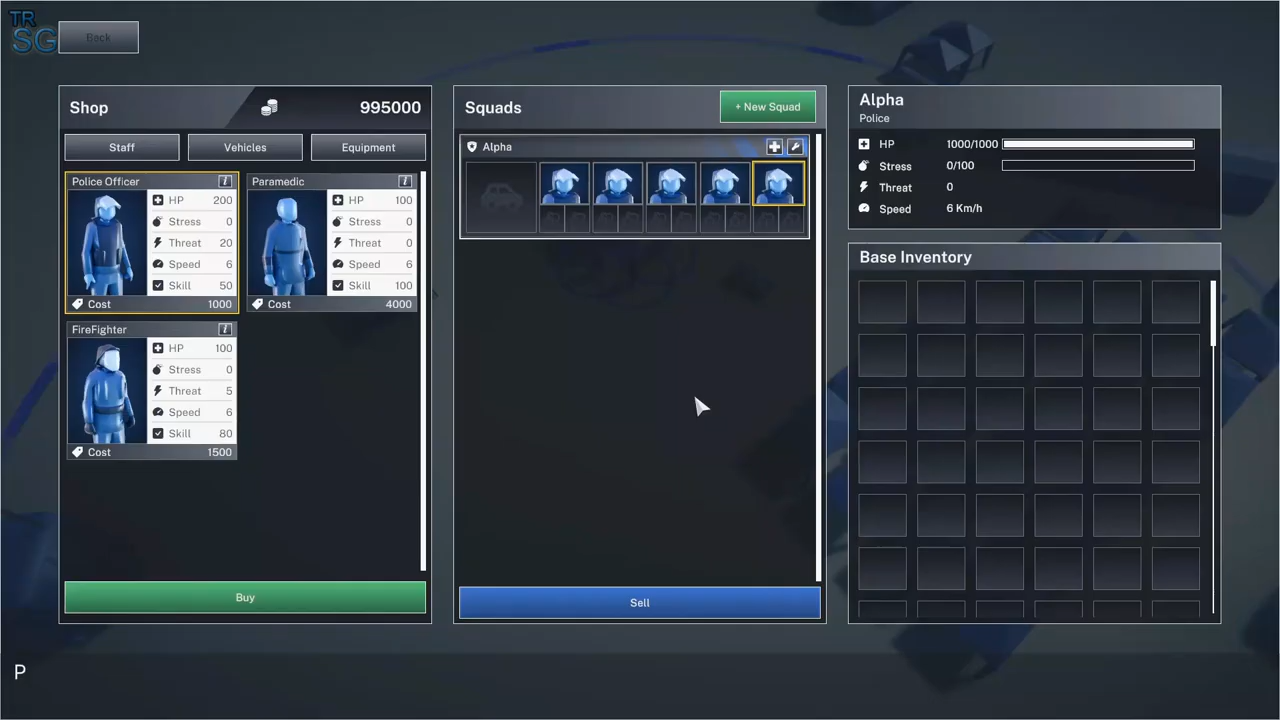 TR
SG
Back
Shop
995000
Staff
Vehicles
Equipment
Police Officer
i
HP 200
Stress 0
Threat 20
Speed 6
Skill 50
Cost 1000
Paramedic
i
HP 100
Stress 0
Threat 0
Speed 6
Skill 100
Cost 4000
FireFighter
i
HP 100
Stress 0
Threat 5
Speed 6
Skill 80
Cost 1500
Buy
Squads
+ New Squad
Alpha
Sell
Alpha
Police
HP 1000/1000
Stress 0/100
Threat 0
Speed 6 Km/h
Base Inventory
P